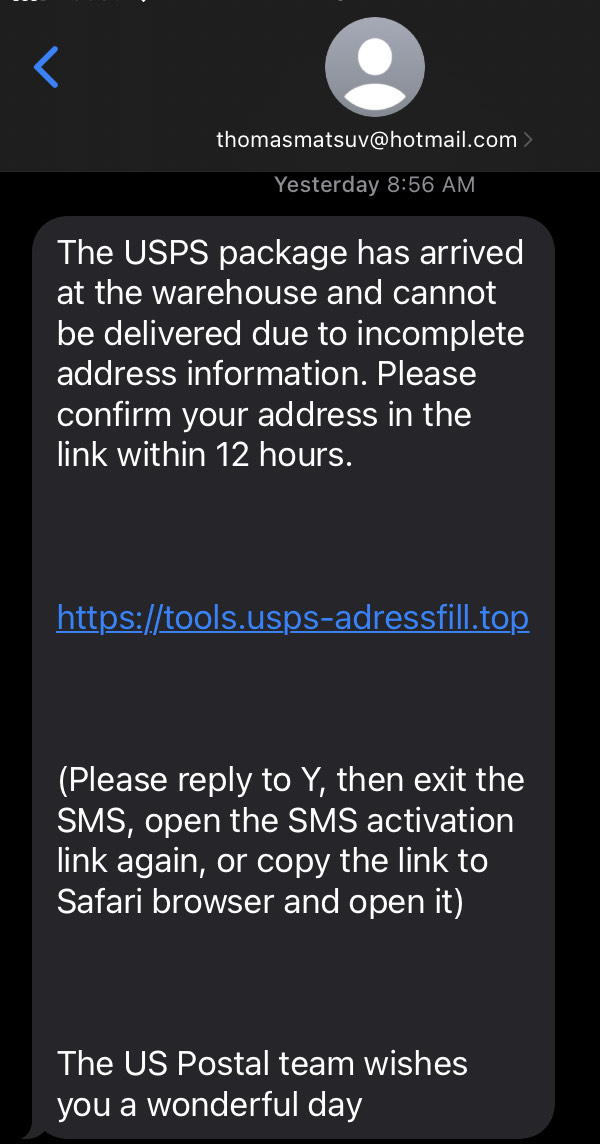 thomasmatsuv@hotmail.com
Yesterday 8:56 AM
The USPS package has arrived
at the warehouse and cannot
be delivered due to incomplete
address information. Please
confirm your address in the
link within 12 hours.
https://tools.usps-adressfill.top
(Please reply to Y, then exit the
SMS, open the SMS activation
link again, or copy the link to
Safari browser and open it)
The US Postal team wishes
you a wonderful day